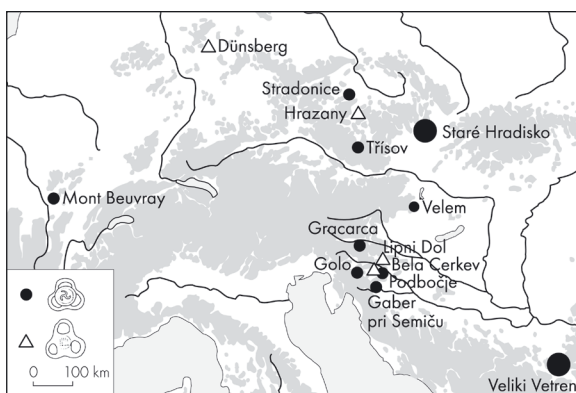 Dünsberg
Stradonice
Hrazany
Staré Hradisko
Třísov
Mont Beuvray
Velem
Gracarca
Lipni Dol
Golo
Bela Cerkev
Podbočje
Gaber
pri Semiču
0 100 km
Veliki Vetren